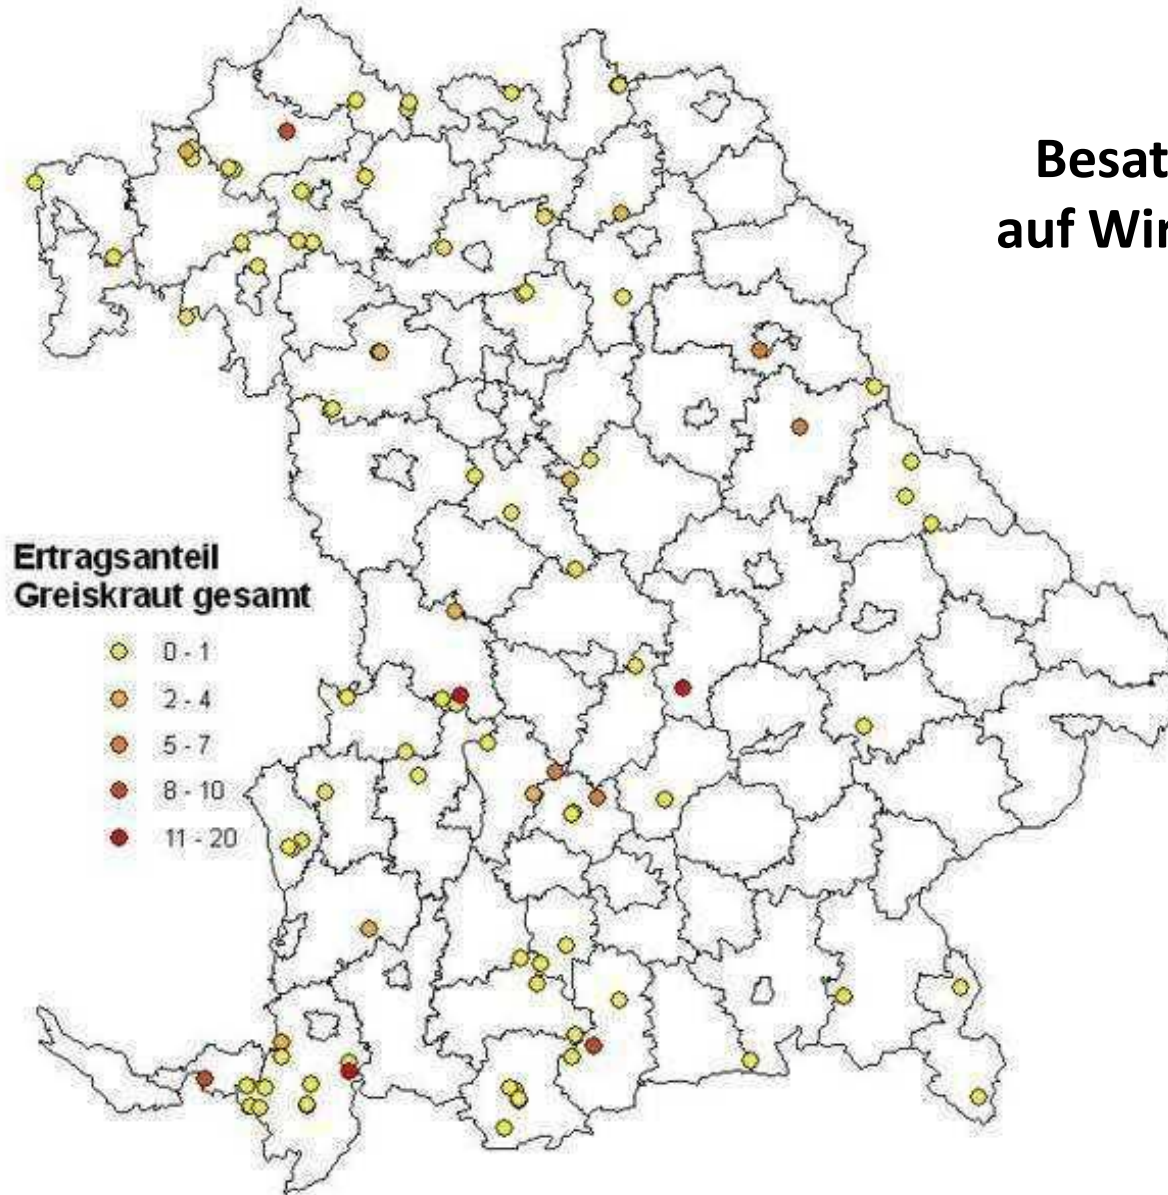 Besat
auf Wir
Ertragsanteil
Greiskraut gesamt
0 - 1
2 - 4
5 - 7
8 - 10
11 - 20